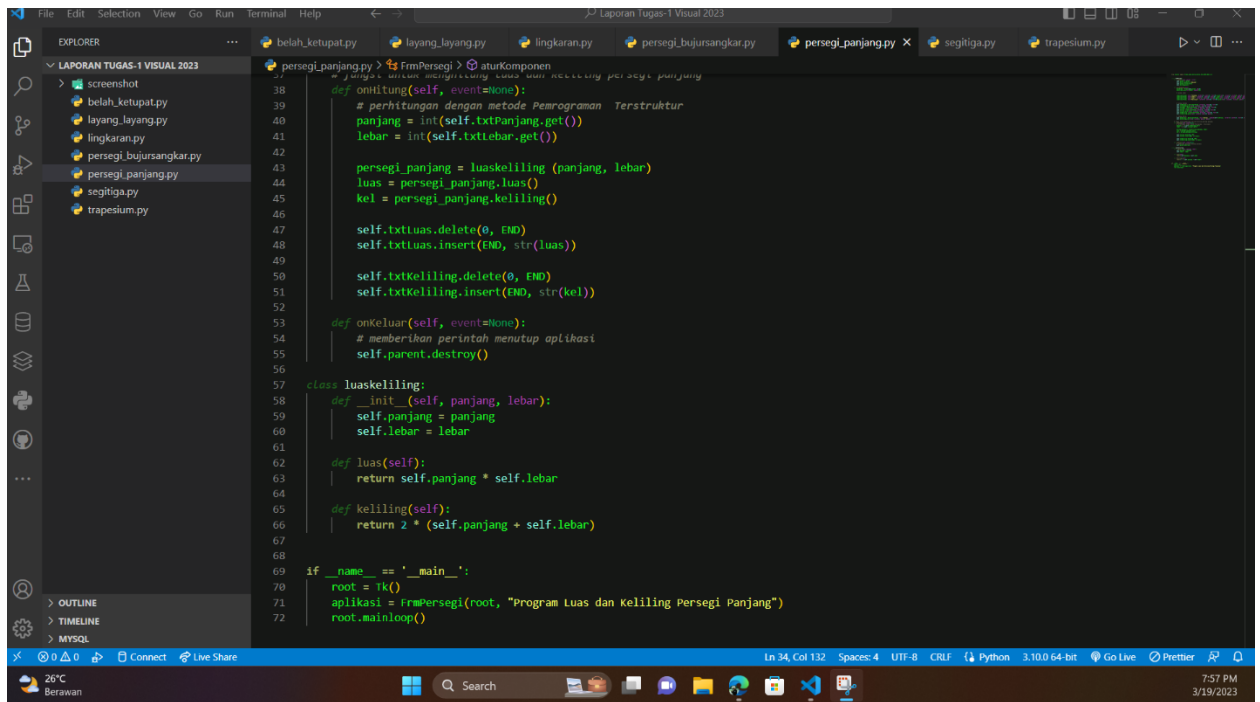 File Edit Selection View Go Run Terminal Help
Laporan Tugas-1 Visual 2023
EXPLORER
LAPORAN TUGAS-1 VISUAL 2023
screenshot
belah_ketupat.py
layang_layang.py
lingkaran.py
persegi_bujursangkar.py
persegi_panjang.py
segitiga.py
trapesium.py
OUTLINE
TIMELINE
MYSQL
belah_ketupat.py layang_layang.py lingkaran.py persegi_bujursangkar.py persegi_panjang.py segitiga.py trapesium.py
persegi_panjang.py > FrmPersegi > aturKomponen
37 # fungsi untuk menghitung luas dan keliling persegi panjang
38 def onHitung(self, event=None):
39 # perhitungan dengan metode Pemrograman Terstruktur
40 panjang = int(self.txtPanjang.get())
41 lebar = int(self.txtLebar.get())
42
43 persegi_panjang = luaskeliling (panjang, lebar)
44 luas = persegi_panjang.luas()
45 kel = persegi_panjang.keliling()
46
47 self.txtLuas.delete(0, END)
48 self.txtLuas.insert(END, str(luas))
49
50 self.txtKeliling.delete(0, END)
51 self.txtKeliling.insert(END, str(kel))
52
53 def onKeluar(self, event=None):
54 # memberikan perintah menutup aplikasi
55 self.parent.destroy()
56
57 class luaskeliling:
58 def __init__(self, panjang, lebar):
59 self.panjang = panjang
60 self.lebar = lebar
61
62 def luas(self):
63 return self.panjang * self.lebar
64
65 def keliling(self):
66 return 2 * (self.panjang + self.lebar)
67
68
69 if __name__ == '__main__':
70 root = Tk()
71 aplikasi = FrmPersegi(root, "Program Luas dan Keliling Persegi Panjang")
72 root.mainloop()
0 0 Connect Live Share Ln 34, Col 132 Spaces: 4 UTF-8 CRLF Python 3.10.0 64-bit Go Live Prettier
26°C
Berawan
Search
7:57 PM
3/19/2023